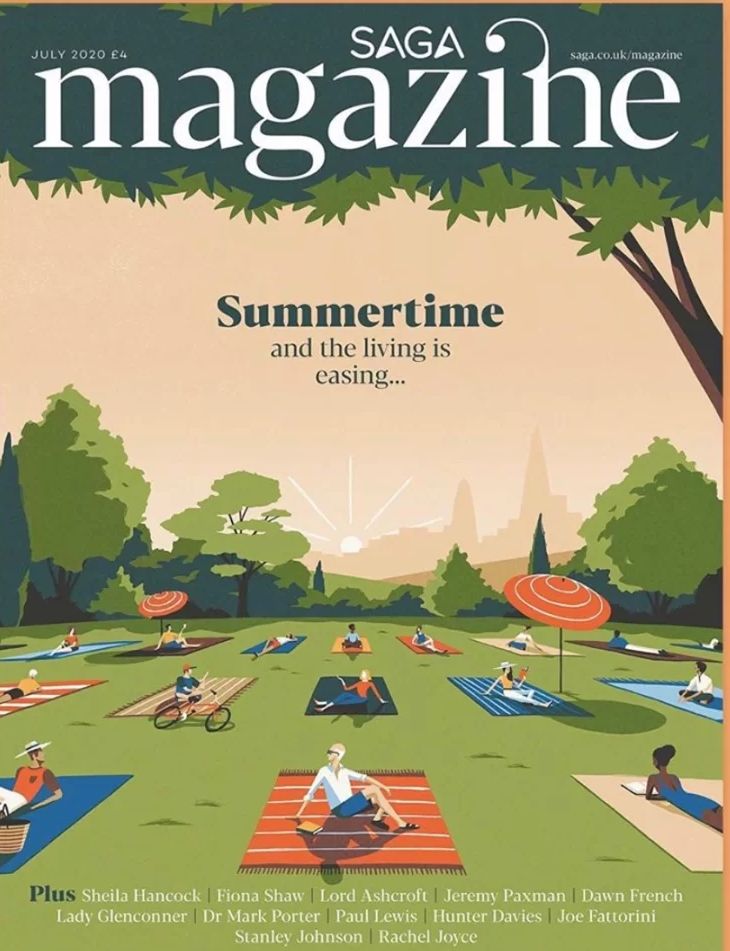 SAGA
JULY 2020 £4
saga.co.uk/magazine
magazine
Summertime
and the living is
easing...
Plus Sheila Hancock | Fiona Shaw | Lord Ashcroft | Jeremy Paxman | Dawn French
Lady Glenconner | Dr Mark Porter | Paul Lewis | Hunter Davies | Joe Fattorini
Stanley Johnson | Rachel Joyce